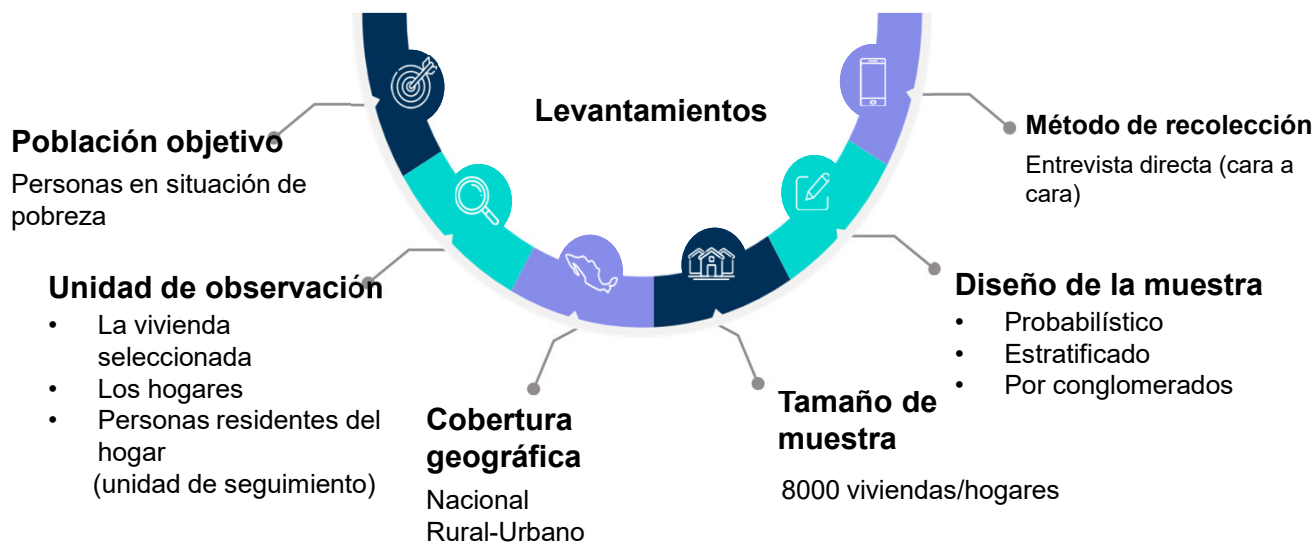 Levantamientos
Población objetivo
Personas en situación de
pobreza
Unidad de observación
• La vivienda
seleccionada
• Los hogares
• Personas residentes del
hogar
(unidad de seguimiento)
Cobertura
geográfica
Nacional
Rural-Urbano
Tamaño de
muestra
8000 viviendas/hogares
Diseño de la muestra
• Probabilístico
• Estratificado
• Por conglomerados
Método de recolección
Entrevista directa (cara a
cara)